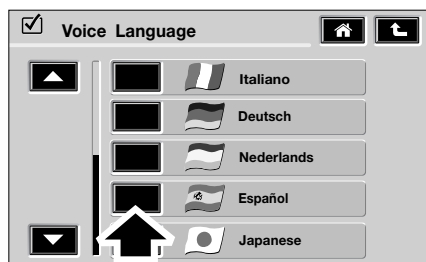 Voice Language
Italiano
Deutsch
Nederlands
Español
Japanese